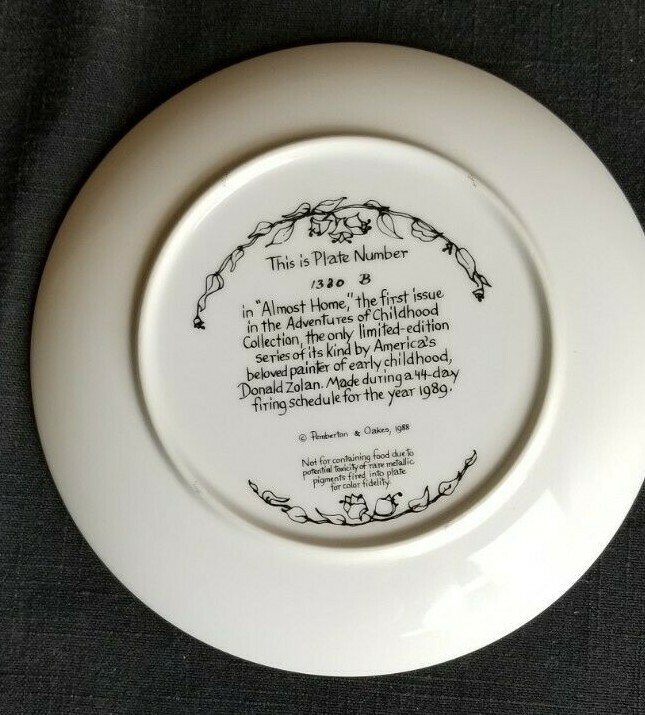 This is Plate Number
1380 B
in "Almost Home," the first issue
in the Adventures of Childhood
Collection, the only limited-edition
series of its kind by America's
beloved painter of early childhood,
Donald Zolan. Made during a 44-day
firing schedule for the year 1989.
© Pemberton & Oakes, 1988
Not for containing food due to
potential toxicity of rare metallic
pigments fired into plate
for color fidelity.